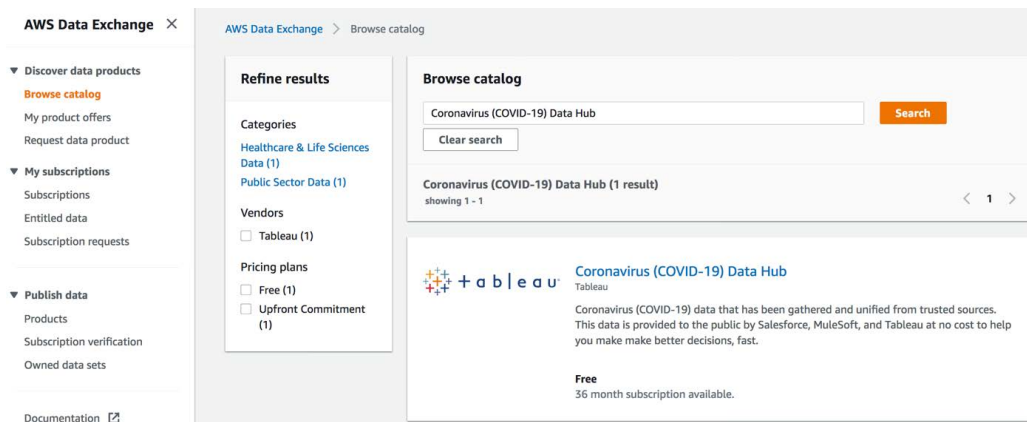 AWS Data Exchange
Discover data products
Browse catalog
My product offers
Request data product
My subscriptions
Subscriptions
Entitled data
Subscription requests
Publish data
Products
Subscription verification
Owned data sets
Documentation
AWS Data Exchange > Browse catalog
Refine results
Categories
Healthcare & Life Sciences
Data (1)
Public Sector Data (1)
Vendors
Tableau (1)
Pricing plans
Free (1)
Upfront Commitment
(1)
Browse catalog
Coronavirus (COVID-19) Data Hub
Search
Clear search
Coronavirus (COVID-19) Data Hub (1 result)
showing 1 - 1
< 1 >
tableau
Coronavirus (COVID-19) Data Hub
Tableau
Coronavirus (COVID-19) data that has been gathered and unified from trusted sources.
This data is provided to the public by Salesforce, MuleSoft, and Tableau at no cost to help
you make make better decisions, fast.
Free
36 month subscription available.